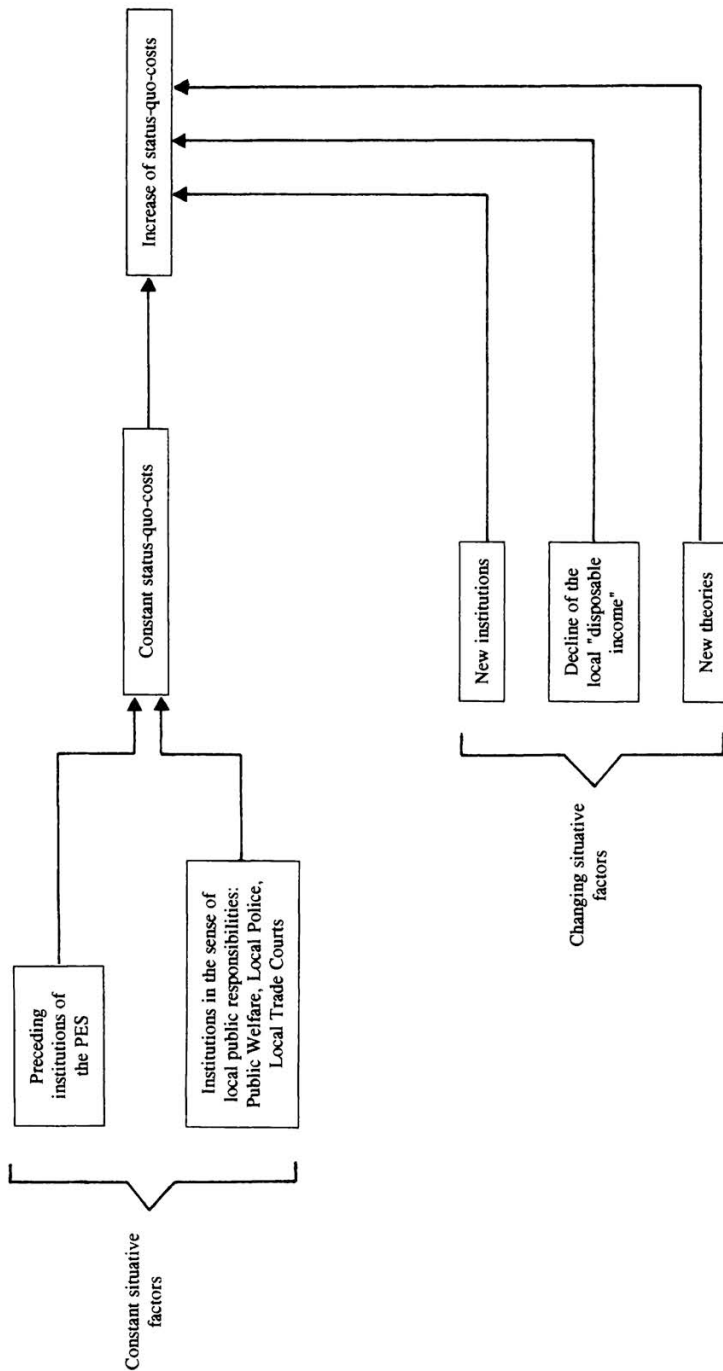 Constant situative
factors
Preceding
institutions of
the PES
Institutions in the sense of
local public responsibilities:
Public Welfare, Local Police,
Local Trade Courts
Constant status-quo-costs
Increase of status-quo-costs
Changing situative
factors
New institutions
Decline of the
local "disposable
income"
New theories